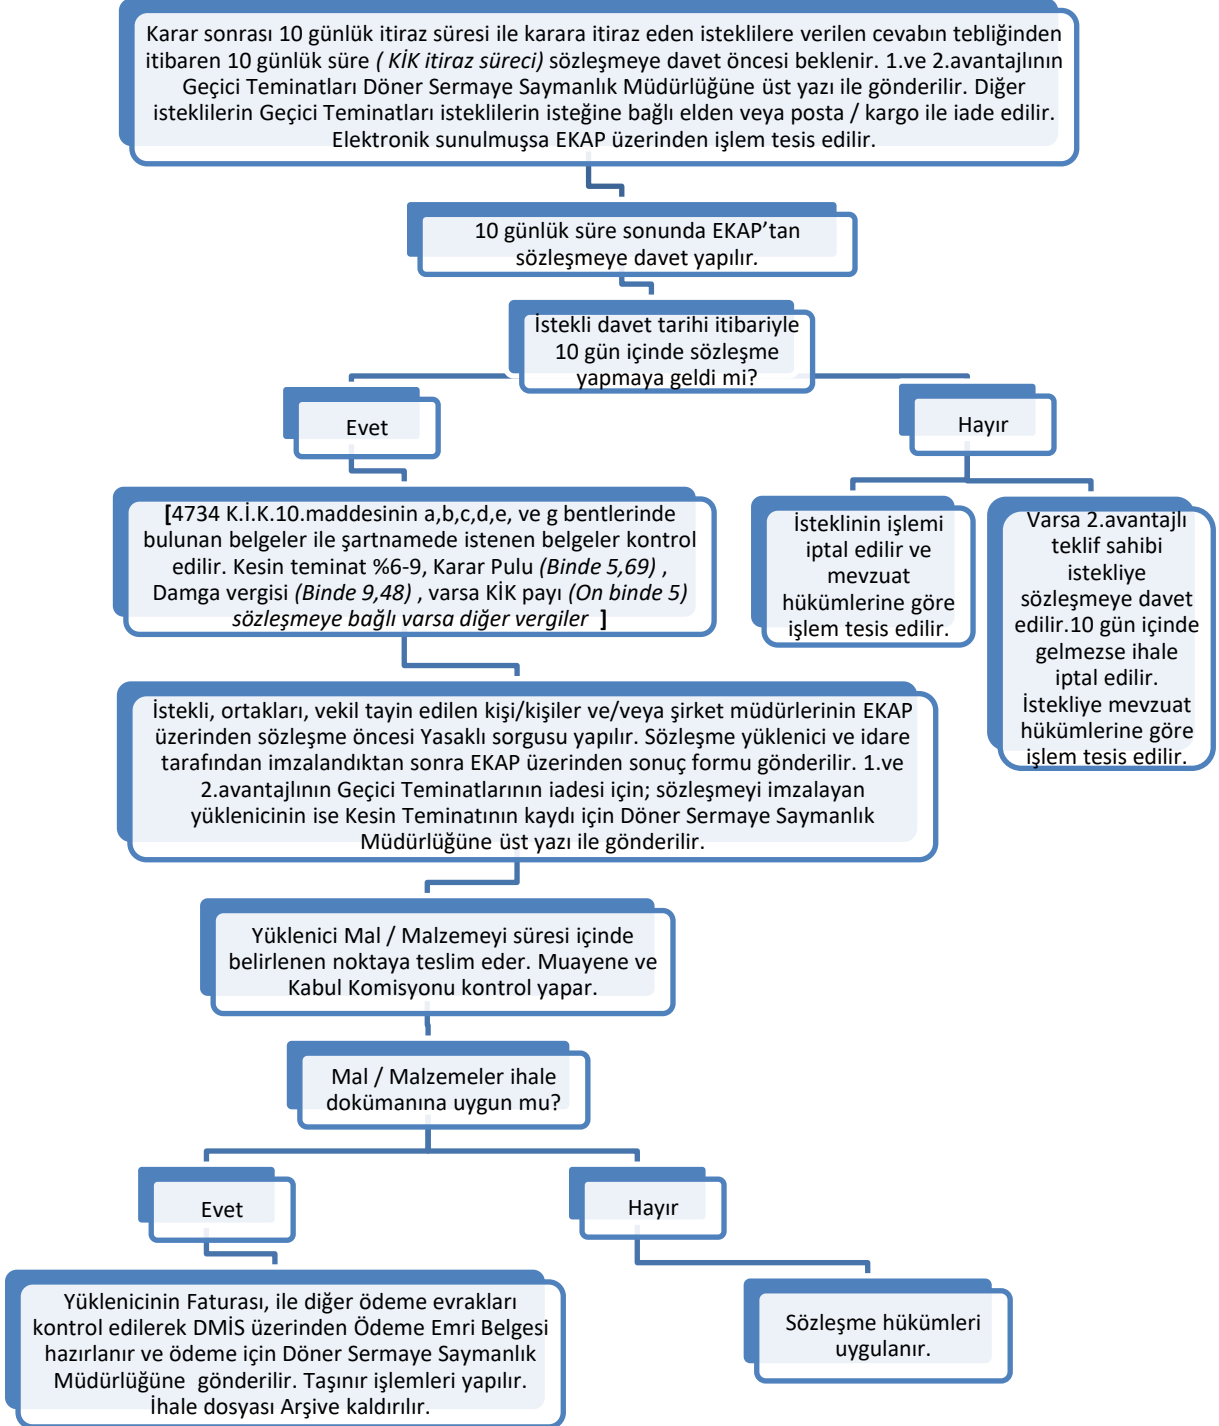 Karar sonrası 10 günlük itiraz süresi ile karara itiraz eden isteklilere verilen cevabın tebliğinden
itibaren 10 günlük süre ( KİK itiraz süreci) sözleşmeye davet öncesi beklenir. 1.ve 2.avantajlının
Geçici Teminatları Döner Sermaye Saymanlık Müdürlüğüne üst yazı ile gönderilir. Diğer
isteklilerin Geçici Teminatları isteklilerin isteğine bağlı elden veya posta / kargo ile iade edilir.
Elektronik sunulmuşsa EKAP üzerinden işlem tesis edilir.
10 günlük süre sonunda EKAP’tan
sözleşmeye davet yapılır.
İstekli davet tarihi itibariyle
10 gün içinde sözleşme
yapmaya geldi mi?
Evet
[4734 K.İ.K.10.maddesinin a,b,c,d,e, ve g bentlerinde
bulunan belgeler ile şartnamede istenen belgeler kontrol
edilir. Kesin teminat %6-9, Karar Pulu (Binde 5,69) ,
Damga vergisi (Binde 9,48) , varsa KİK payı (On binde 5)
sözleşmeye bağlı varsa diğer vergiler ]
Hayır
İsteklinin işlemi
iptal edilir ve
mevzuat
hükümlerine göre
işlem tesis edilir.
Varsa 2.avantajlı
teklif sahibi
istekliye
sözleşmeye davet
edilir.10 gün içinde
gelmezse ihale
iptal edilir.
İstekliye mevzuat
hükümlerine göre
işlem tesis edilir.
İstekli, ortakları, vekil tayin edilen kişi/kişiler ve/veya şirket müdürlerinin EKAP
üzerinden sözleşme öncesi Yasaklı sorgusu yapılır. Sözleşme yüklenici ve idare
tarafından imzalandıktan sonra EKAP üzerinden sonuç formu gönderilir. 1.ve
2.avantajlının Geçici Teminatlarının iadesi için; sözleşmeyi imzalayan
yüklenicinin ise Kesin Teminatının kaydı için Döner Sermaye Saymanlık
Müdürlüğüne üst yazı ile gönderilir.
Yüklenici Mal / Malzemeyi süresi içinde
belirlenen noktaya teslim eder. Muayene ve
Kabul Komisyonu kontrol yapar.
Mal / Malzemeler ihale
dokümanına uygun mu?
Evet
Yüklenicinin Faturası, ile diğer ödeme evrakları
kontrol edilerek DMİS üzerinden Ödeme Emri Belgesi
hazırlanır ve ödeme için Döner Sermaye Saymanlık
Müdürlüğüne  gönderilir. Taşınır işlemleri yapılır.
İhale dosyası Arşive kaldırılır.
Hayır
Sözleşme hükümleri
uygulanır.